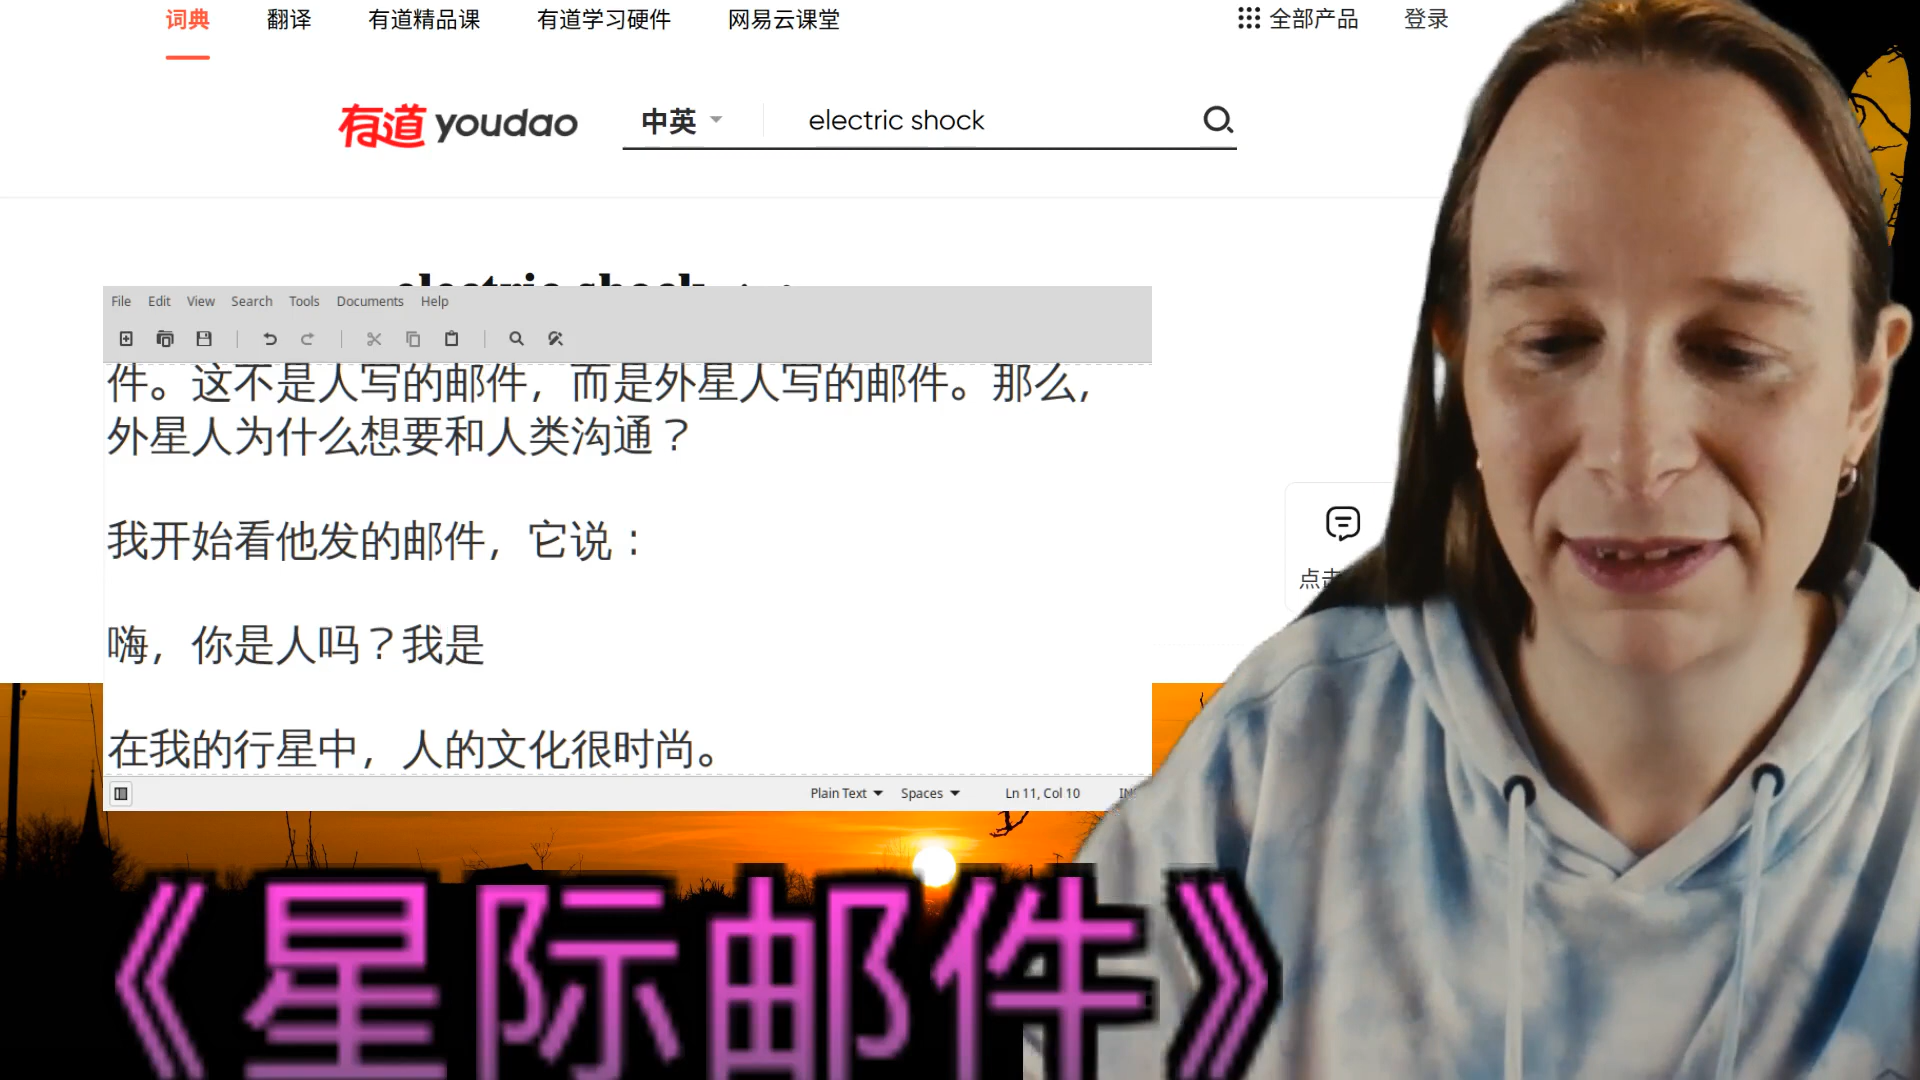 词典 翻译 有道精品课 有道学习硬件 网易云课堂 全部产品 登录
有道 youdao 中英 electric shock
electric shock
File Edit View Search Tools Documents Help
件。这不是人写的邮件，而是外星人写的邮件。那么，
外星人为什么想要和人类沟通？
我开始看他发的邮件，它说：
点击
嗨，你是人吗？我是
在我的行星中，人的文化很时尚。
Plain Text Spaces Ln 11, Col 10
《星际邮件》